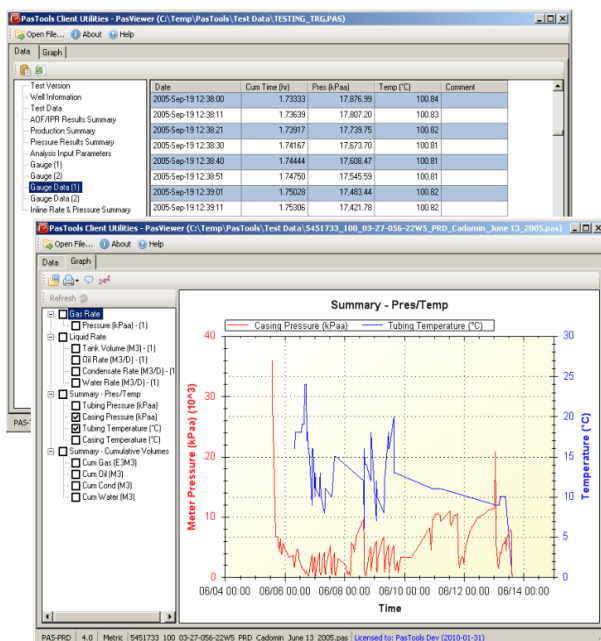 PasTools Client Utilities - PasViewer (C:\Temp\PasTools\Test Data\TESTING_TRG.PAS)
Open File... About Help
Data Graph
Test Version
Well Information
Test Data
AOF/IPR Results Summary
Production Summary
Pressure Results Summary
Analysis Input Parameters
Gauge (1)
Gauge (2)
Gauge Data (1)
Gauge Data (2)
Inline Rate & Pressure Summary
Date Cum Time (hr) Pres (kPaa) Temp (°C) Comment
2005-Sep-19 12:38:00 1.73333 17,876.99 100.84
2005-Sep-19 12:38:11 1.73639 17,807.20 100.83
2005-Sep-19 12:38:21 1.73917 17,739.75 100.82
2005-Sep-19 12:38:30 1.74167 17,673.70 100.81
2005-Sep-19 12:38:40 1.74444 17,608.47 100.81
2005-Sep-19 12:38:51 1.74750 17,545.59 100.81
2005-Sep-19 12:39:01 1.75028 17,483.44 100.82
2005-Sep-19 12:39:11 1.75306 17,421.78 100.82
PasTools Client Utilities - PasViewer (C:\Temp\PasTools\Test Data\5451733_100_03-27-056-22W5_PRD_Cadomin_June 13_2005.pas)
Open File... About Help
Data Graph
Refresh
Gas Rate
Pressure (kPaa) - (1)
Liquid Rate
Tank Volume (M3) - (1)
Oil Rate (M3/D) - (1)
Condensate Rate (M3/D) - (1
Water Rate (M3/D) - (1)
Summary - Pres/Temp
Tubing Pressure (kPaa)
Casing Pressure (kPaa)
Tubing Temperature (°C)
Casing Temperature (°C)
Summary - Cumulative Volumes
Cum Gas (E3M3)
Cum Oil (M3)
Cum Cond (M3)
Cum Water (M3)
Summary - Pres/Temp
Casing Pressure (kPaa) Tubing Temperature (°C)
Meter Pressure (kPaa) (10^3)
40
30
20
10
0
Temperature (°C)
30
25
20
15
10
5
0
06/04 00:00 06/06 00:00 06/08 00:00 06/10 00:00 06/12 00:00 06/14 00:00
Time
PAS-
PAS-PRD 4.0 Metric 5451733_100_03-27-056-22W5_PRD_Cadomin_June 13_2005.pas Licensed to: PasTools Dev (2010-01-31)